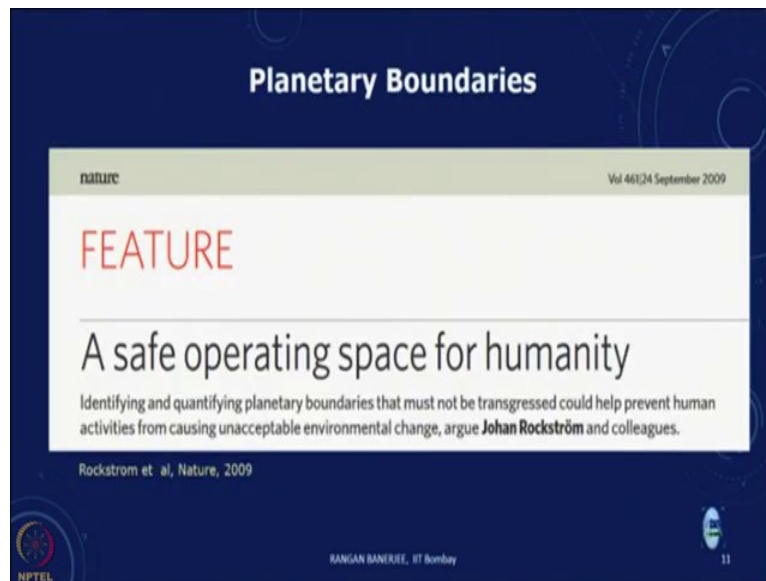 Planetary Boundaries
nature
Vol 461|24 September 2009
FEATURE
A safe operating space for humanity
Identifying and quantifying planetary boundaries that must not be transgressed could help prevent human
activities from causing unacceptable environmental change, argue Johan Rockström and colleagues.
Rockstrom et al, Nature, 2009
NPTEL
RANGAN BANERJEE, IIT Bombay
11